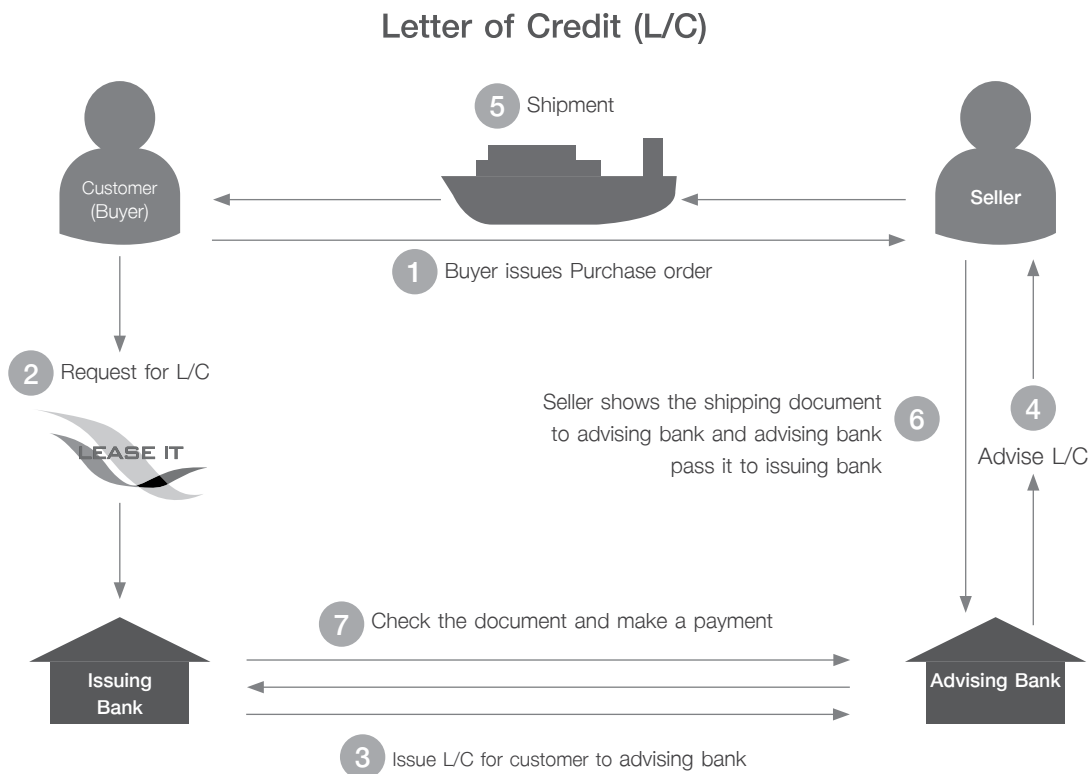 Letter of Credit (L/C)
5 Shipment
Customer
(Buyer)
Seller
1 Buyer issues Purchase order
2 Request for L/C
LEASE IT
Seller shows the shipping document
to advising bank and advising bank
pass it to issuing bank
6
4
Advise L/C
7 Check the document and make a payment
Issuing
Bank
Advising Bank
3 Issue L/C for customer to advising bank